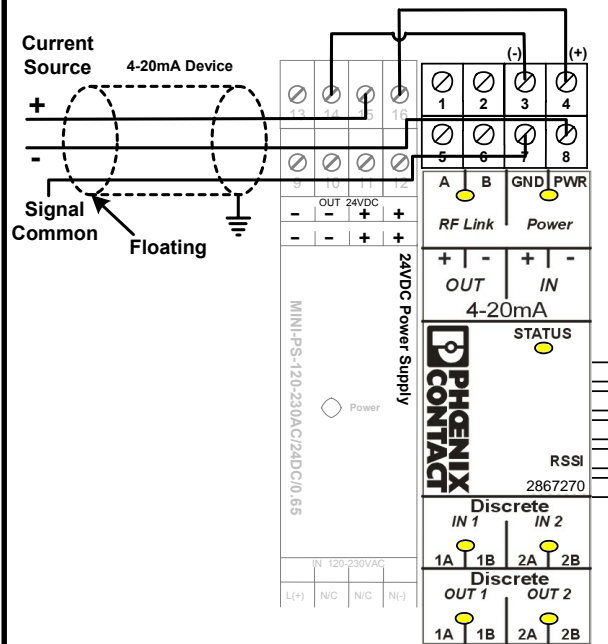 Current
Source
4-20mA Device
+
-
Signal
Common
Floating
(-) (+)
13 14 15 16
9 10 11 12
OUT 24VDC
- - + +
- - + +
24VDC Power Supply
MINI-PS-120-230AC/24DC/0.65
Power
IN 120-230VAC
L(+) N/C N/C N(-)
1 2 3 4
5 6 7 8
A B GND PWR
RF Link Power
+ - + -
OUT IN
4-20mA
STATUS
PHŒNIX
CONTACT
RSSI
2867270
Discrete
IN 1 IN 2
1A 1B 2A 2B
Discrete
OUT 1 OUT 2
1A 1B 2A 2B